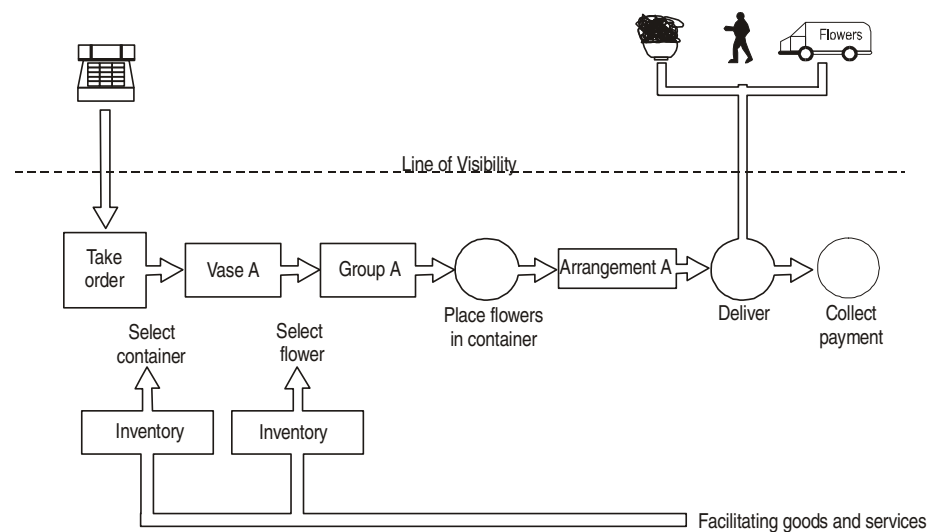 Flowers
Line of Visibility
Take
order
Vase A
Group A
Arrangement A
Place flowers
in container
Deliver
Collect
payment
Select
container
Select
flower
Inventory
Inventory
Facilitating goods and services